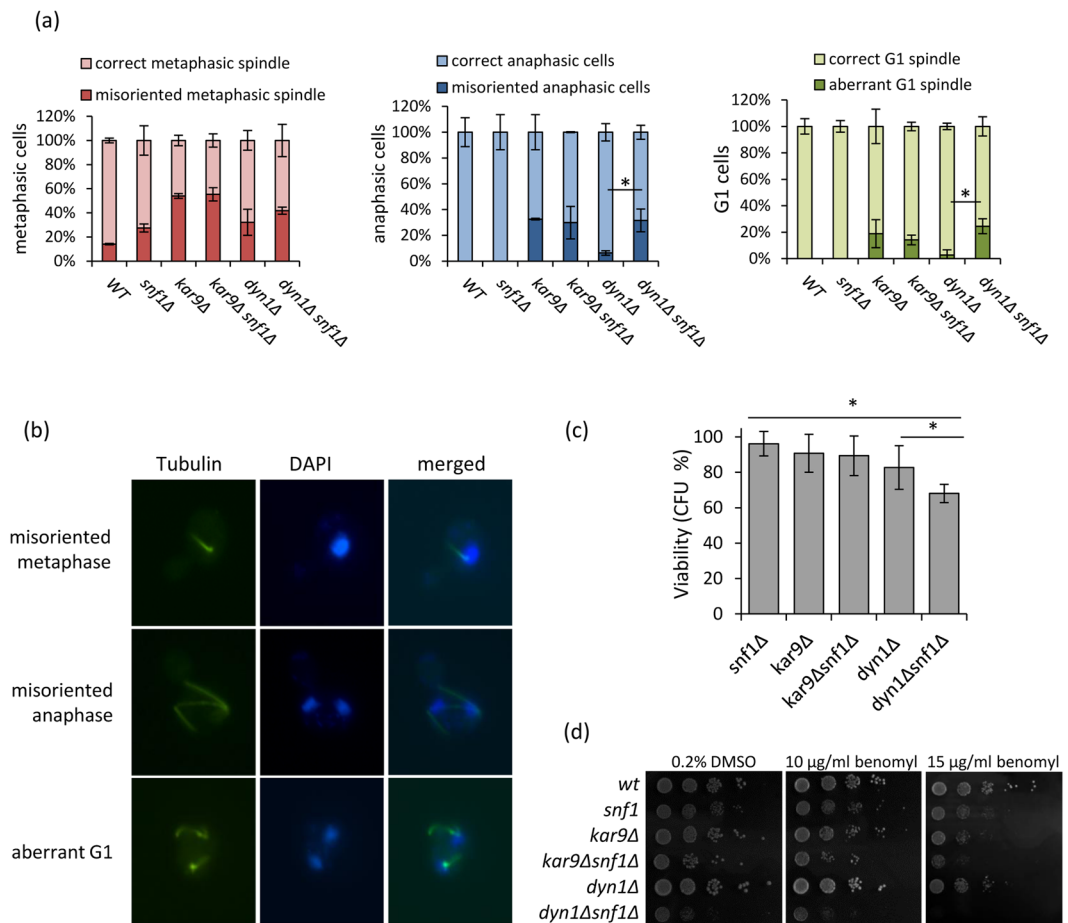 (a)
correct metaphasic spindle
misoriented metaphasic spindle
metaphasic cells
120%
100%
80%
60%
40%
20%
0%
WT
snf1Δ
kar9Δ
kar9Δ snf1Δ
dyn1Δ
dyn1Δ snf1Δ
correct anaphasic cells
misoriented anaphasic cells
anaphasic cells
120%
100%
80%
60%
40%
20%
0%
*
WT
snf1Δ
kar9Δ
kar9Δ snf1Δ
dyn1Δ
dyn1Δ snf1Δ
correct G1 spindle
aberrant G1 spindle
G1 cells
120%
100%
80%
60%
40%
20%
0%
*
WT
snf1Δ
kar9Δ
kar9Δ snf1Δ
dyn1Δ
dyn1Δ snf1Δ
(b)
Tubulin DAPI merged
misoriented
metaphase
misoriented
anaphase
aberrant G1
(c)
*
*
Viability (CFU %)
100
80
60
40
20
0
snf1Δ
kar9Δ
kar9Δsnf1Δ
dyn1Δ
dyn1Δsnf1Δ
(d)
0.2% DMSO 10 µg/ml benomyl 15 µg/ml benomyl
wt
snf1
kar9Δ
kar9Δsnf1Δ
dyn1Δ
dyn1Δsnf1Δ